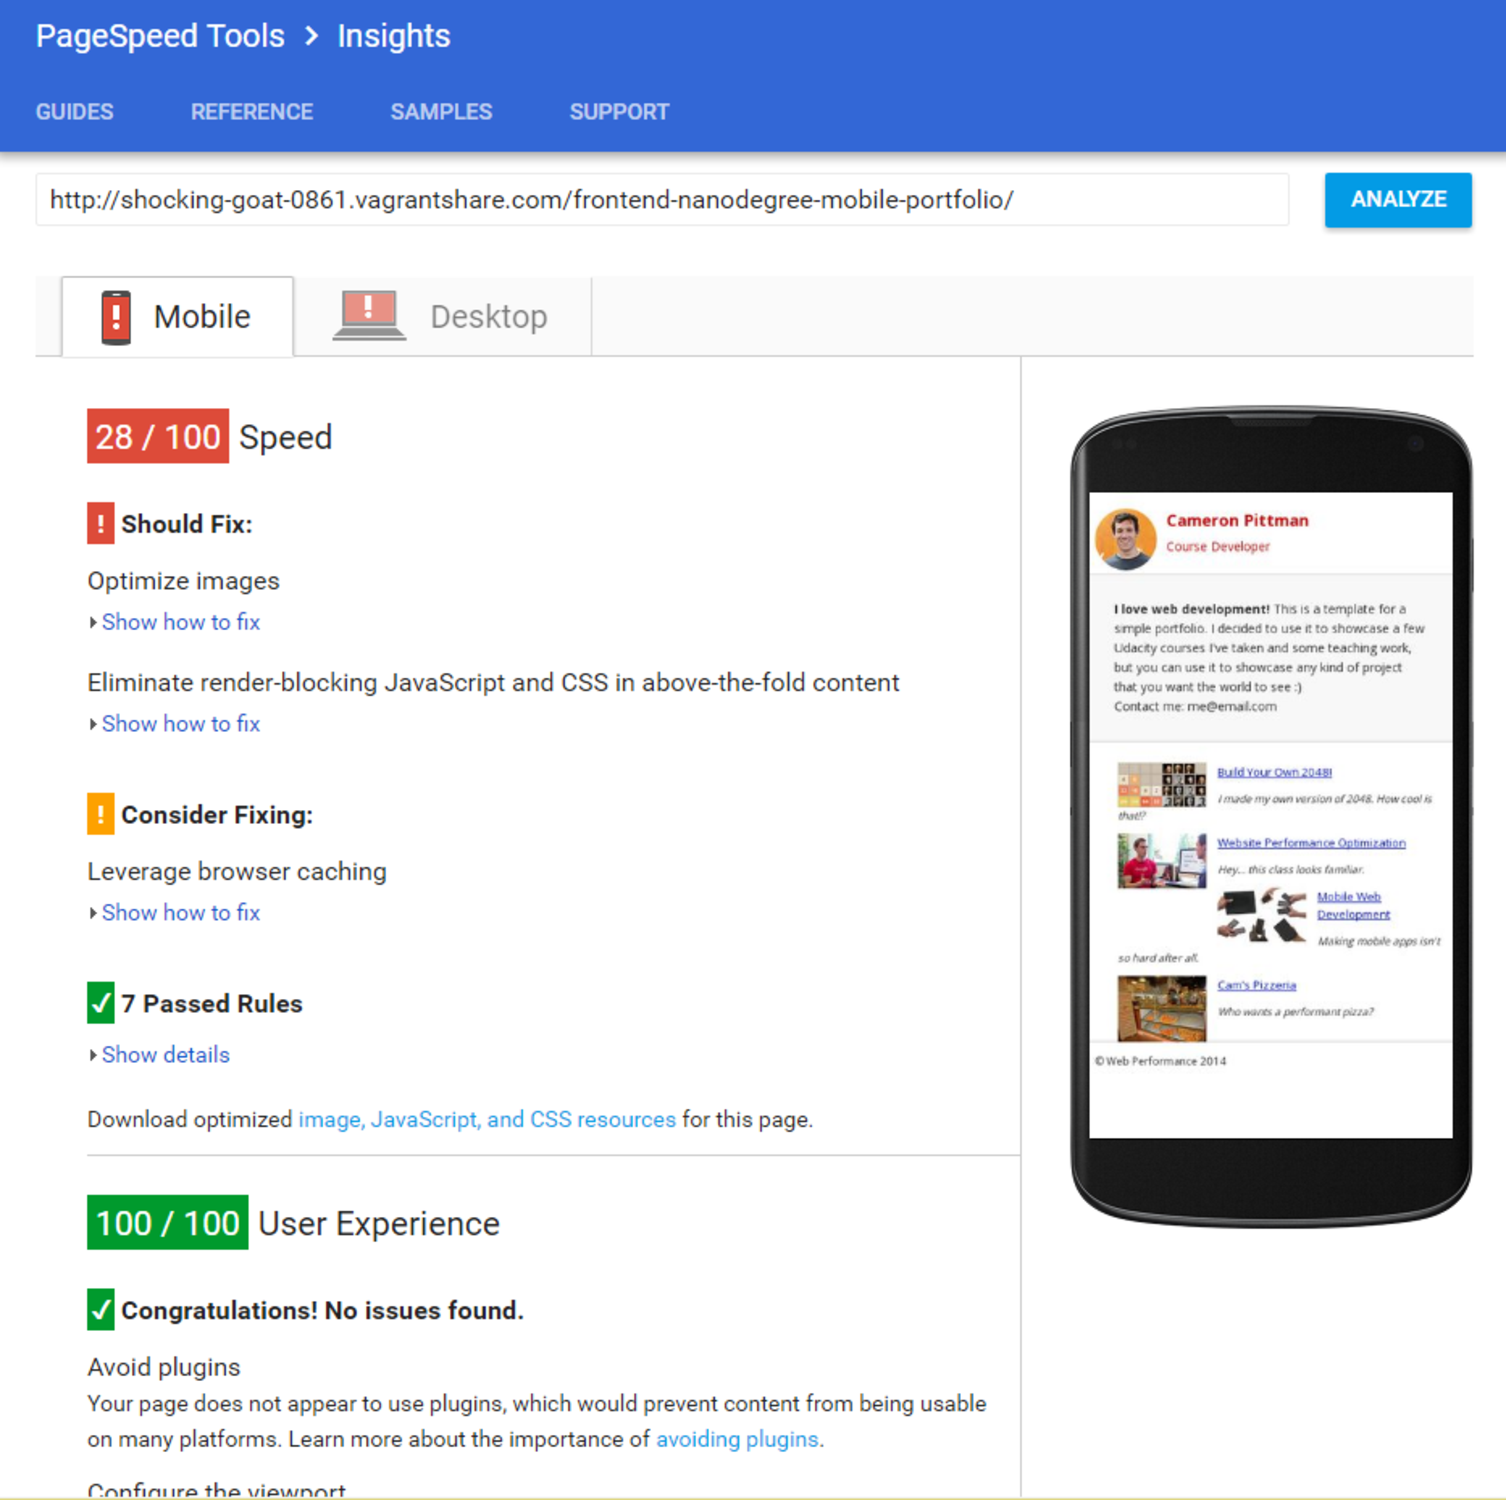 PageSpeed Tools > Insights
GUIDES REFERENCE SAMPLES SUPPORT
http://shocking-goat-0861.vagrantshare.com/frontend-nanodegree-mobile-portfolio/ ANALYZE
! Mobile ! Desktop
28 / 100 Speed
! Should Fix:
Optimize images
Show how to fix
Eliminate render-blocking JavaScript and CSS in above-the-fold content
Show how to fix
! Consider Fixing:
Leverage browser caching
Show how to fix
7 Passed Rules
Show details
Download optimized image, JavaScript, and CSS resources for this page.
100 / 100 User Experience
Congratulations! No issues found.
Avoid plugins
Your page does not appear to use plugins, which would prevent content from being usable
on many platforms. Learn more about the importance of avoiding plugins.
Configure the viewport
Cameron Pittman
Course Developer
I love web development! This is a template for a
simple portfolio. I decided to use it to showcase a few
Udacity courses I've taken and some teaching work,
but you can use it to showcase any kind of project
that you want the world to see :)
Contact me: me@email.com
Build Your Own 2048!
I made my own version of 2048. How cool is
that!?
Website Performance Optimization
Hey... this class looks familiar.
Mobile Web
Development
Making mobile apps isn't
so hard after all.
Cam's Pizzeria
Who wants a performant pizza?
© Web Performance 2014